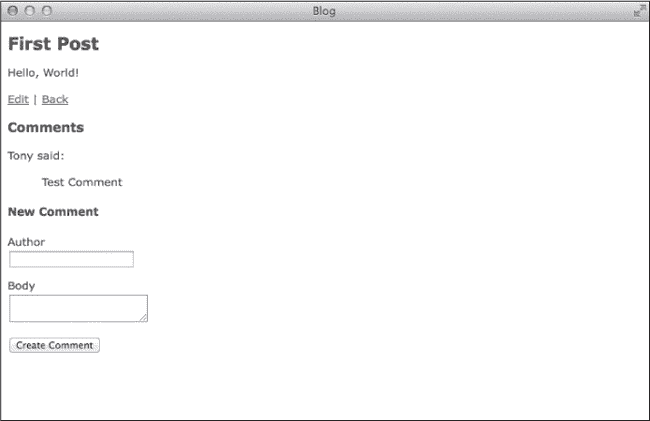 Blog
First Post
Hello, World!
Edit | Back
Comments
Tony said:
Test Comment
New Comment
Author
Body
Create Comment